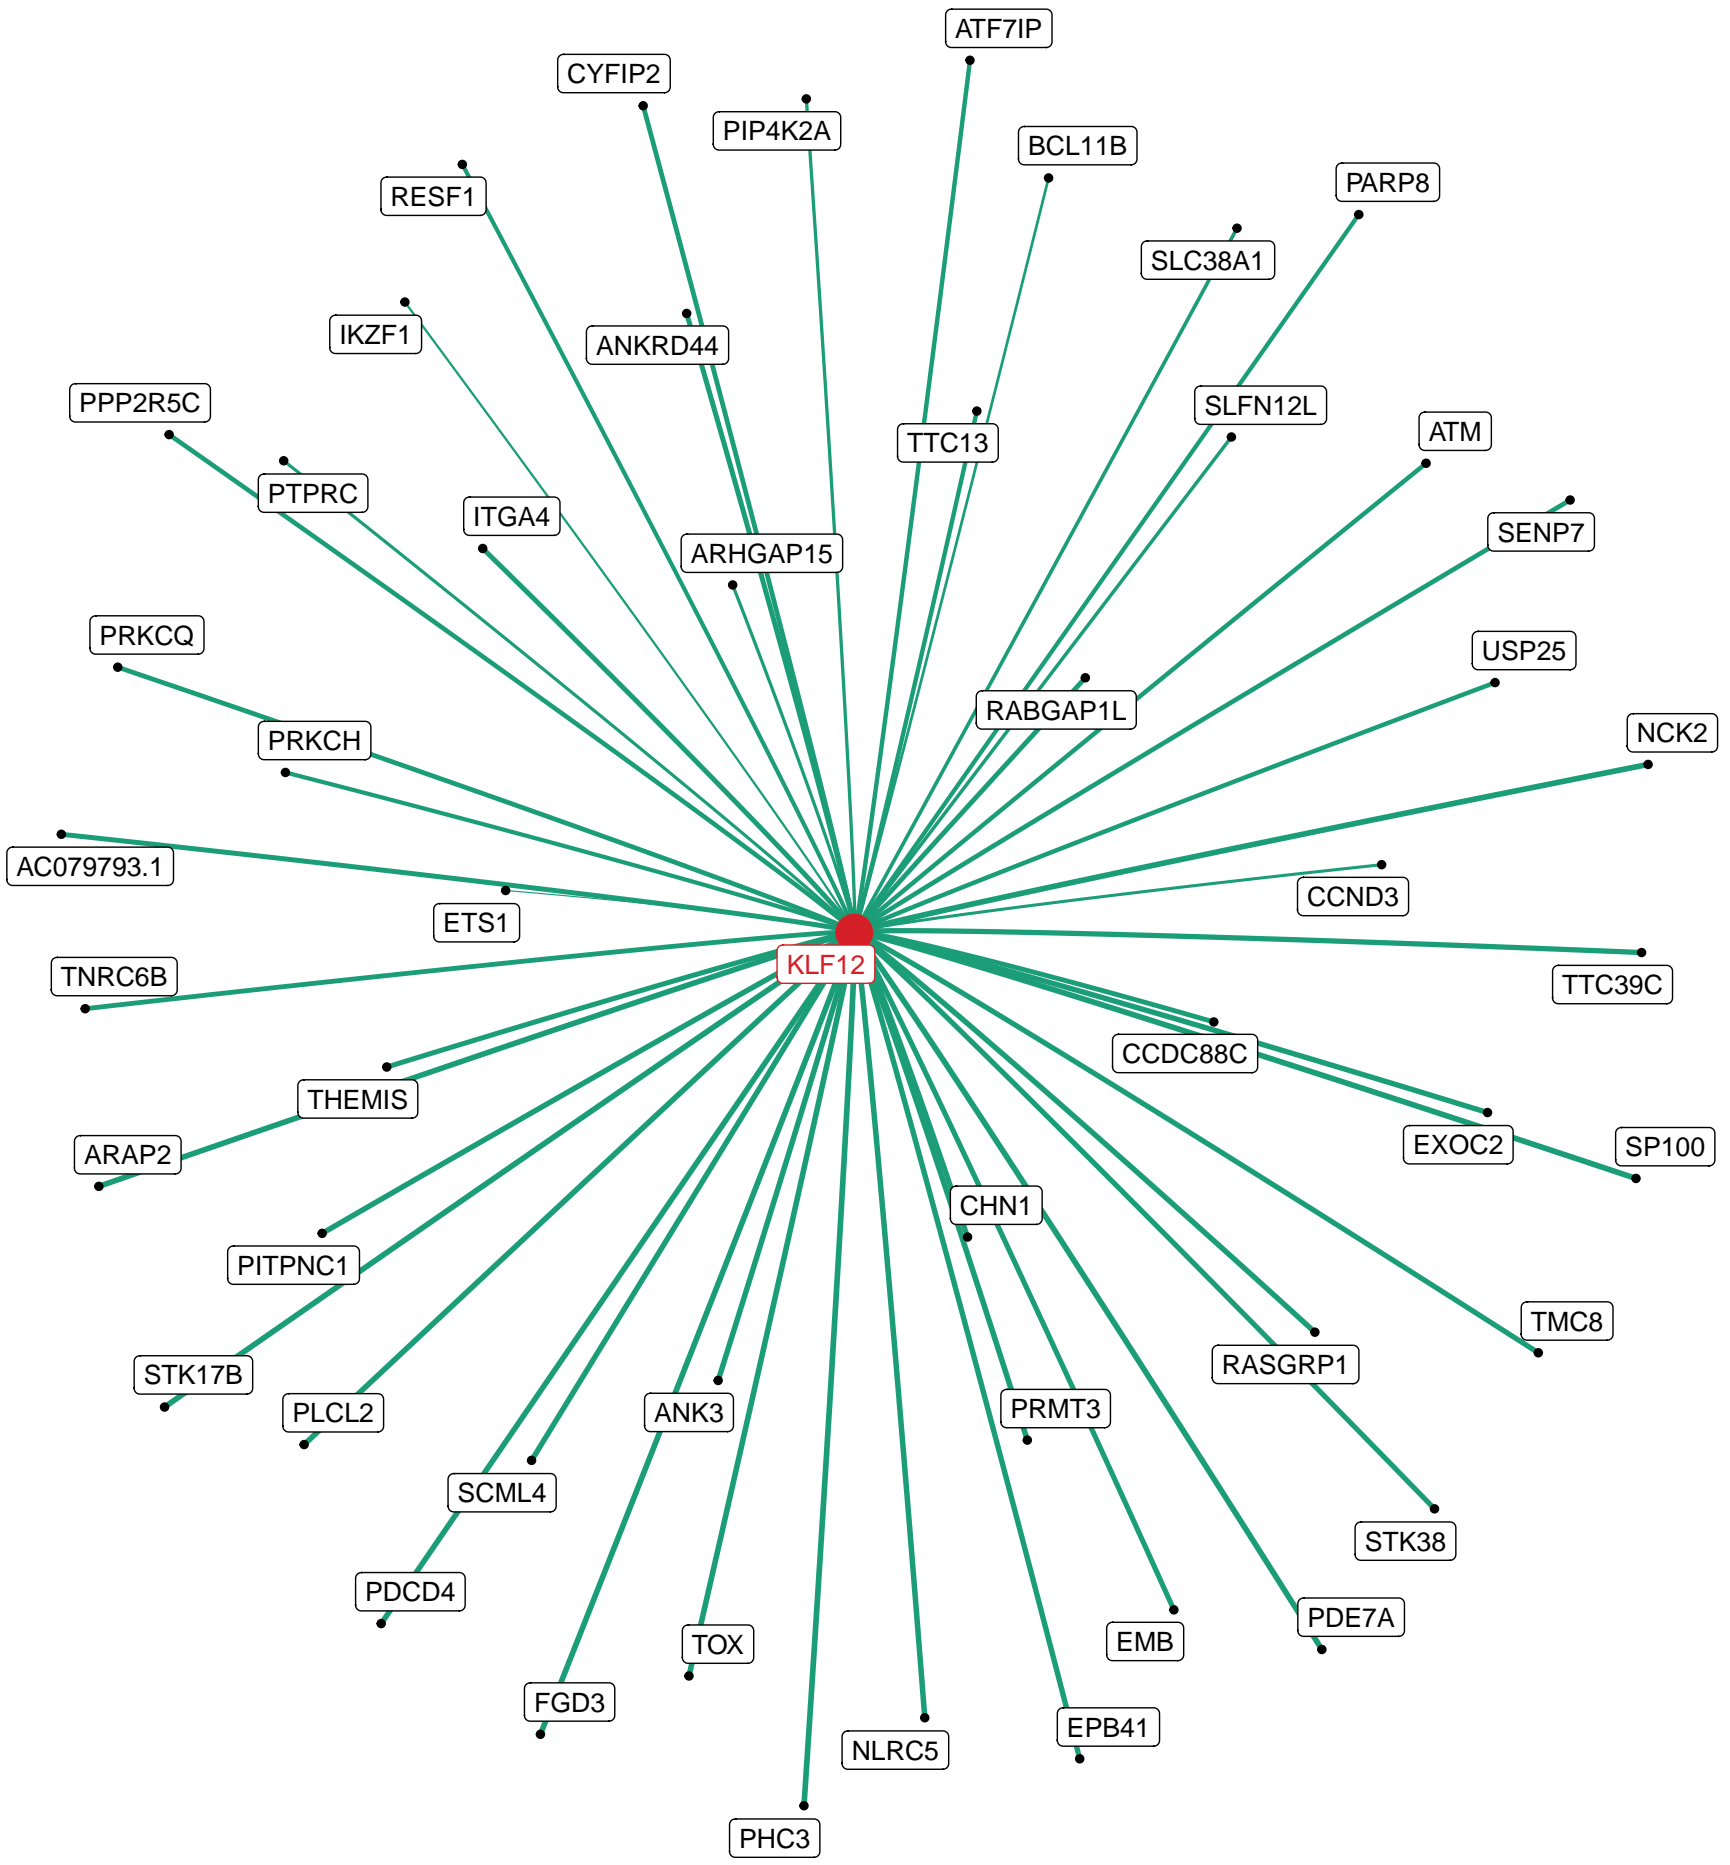 ATF7IP
CYFIP2
PIP4K2A
BCL11B
PARP8
RESF1
SLC38A1
IKZF1
ANKRD44
PPP2R5C
SLFN12L
ATM
TTC13
PTPRC
ITGA4
SENP7
ARHGAP15
PRKCQ
USP25
RABGAP1L
NCK2
PRKCH
AC079793.1
CCND3
ETS1
KLF12
TNRC6B
TTC39C
CCDC88C
THEMIS
EXOC2
SP100
ARAP2
CHN1
PITPNC1
TMC8
RASGRP1
STK17B
PRMT3
PLCL2
ANK3
SCML4
STK38
PDCD4
PDE7A
EMB
TOX
FGD3
EPB41
NLRC5
PHC3